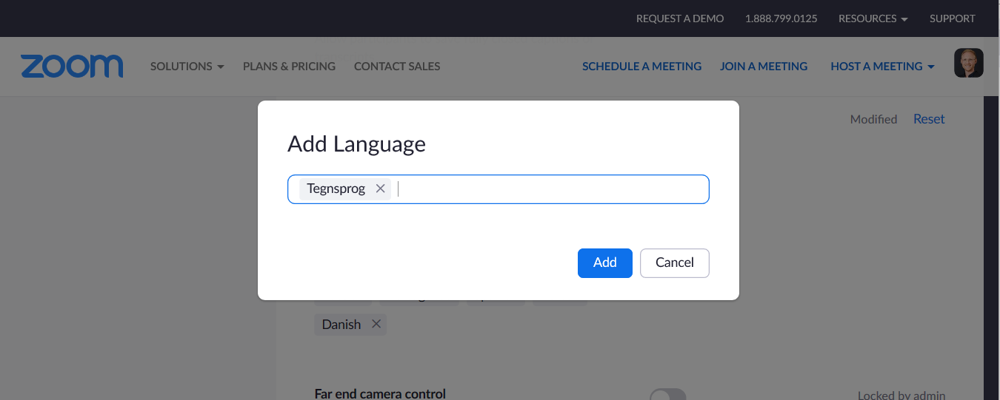 REQUEST A DEMO 1.888.799.0125 RESOURCES SUPPORT
zoom SOLUTIONS PLANS & PRICING CONTACT SALES SCHEDULE A MEETING JOIN A MEETING HOST A MEETING
Modified Reset
Add Language
Tegnsprog
Add Cancel
Danish
Far end camera control
Locked by admin